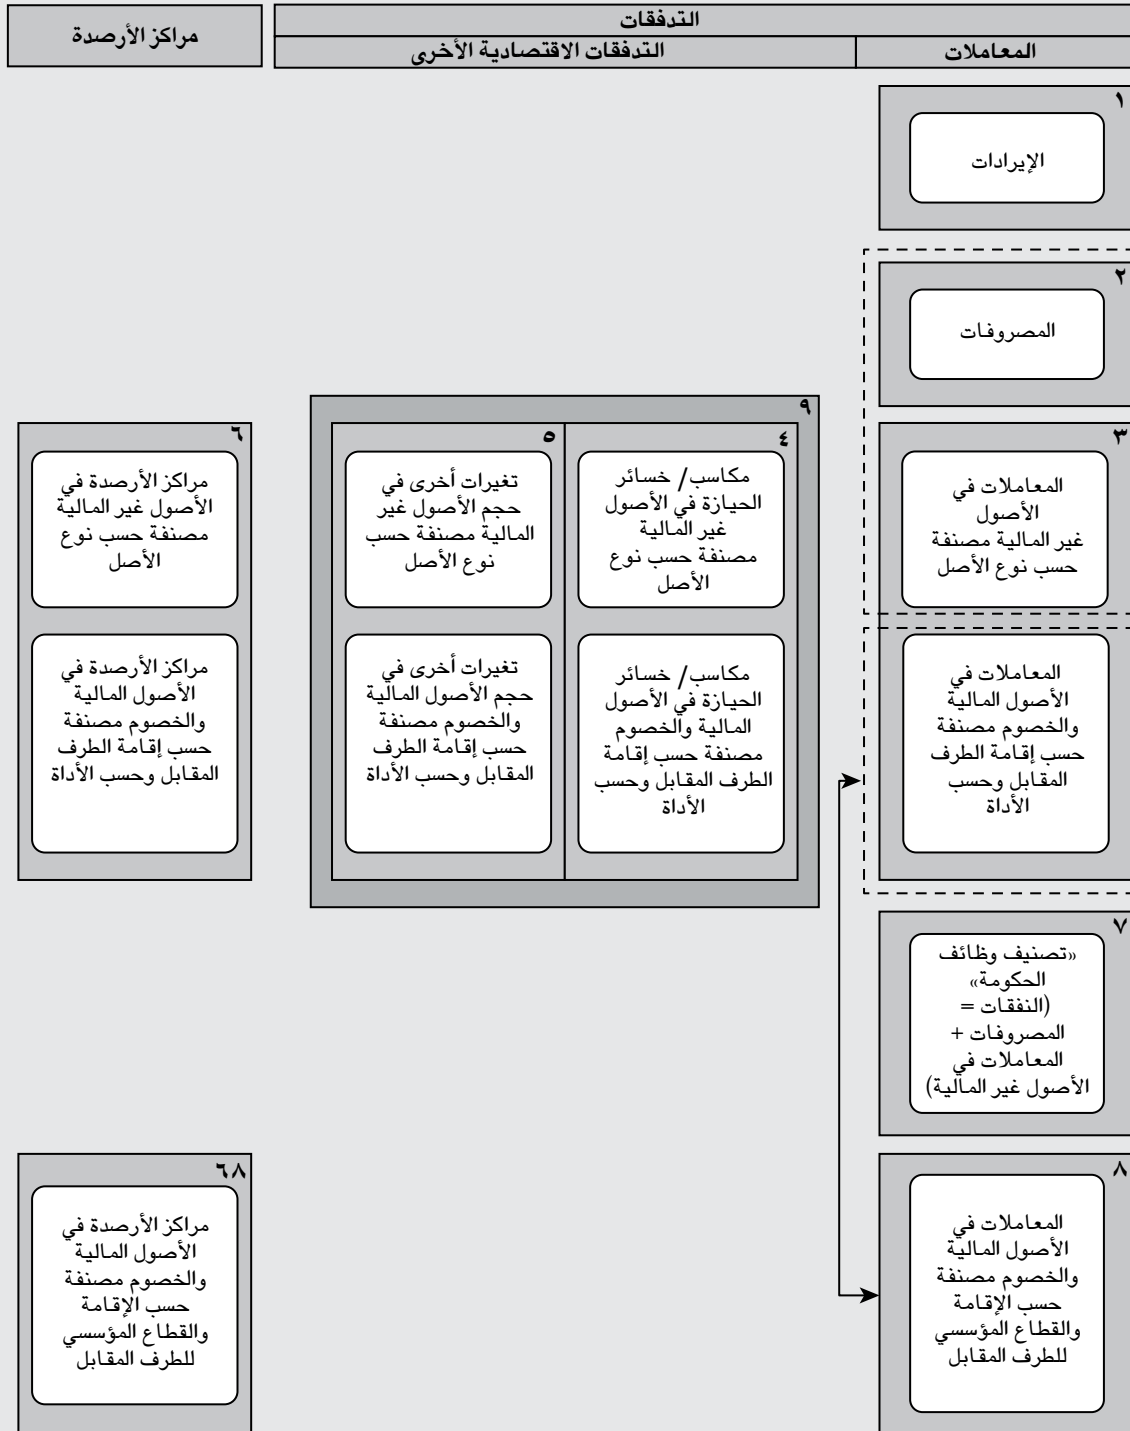 التدفقات
مراكز الأرصدة
المعاملات
التدفقات الاقتصادية الأخرى
١
الإيرادات
٢
المصروفات
٣
المعاملات في
الأصول
غير المالية مصنفة
حسب نوع الأصل
المعاملات في
الأصول المالية
والخصوم مصنفة
حسب إقامة الطرف
المقابل وحسب
الأداة
٩
٤
مكاسب/ خسائر
الحيازة في الأصول
غير المالية
مصنفة حسب نوع
الأصل
مكاسب/ خسائر
الحيازة في الأصول
المالية والخصوم
مصنفة حسب إقامة
الطرف المقابل وحسب
الأداة
٥
تغيرات أخرى في
حجم الأصول غير
المالية مصنفة حسب
نوع الأصل
تغيرات أخرى في
حجم الأصول المالية
والخصوم مصنفة
حسب إقامة الطرف
المقابل وحسب الأداة
٦
مراكز الأرصدة في
الأصول غير المالية
مصنفة حسب نوع
الأصل
مراكز الأرصدة في
الأصول المالية
والخصوم مصنفة
حسب إقامة الطرف
المقابل وحسب الأداة
٧
«تصنيف وظائف
الحكومة»
(النفقات =
المصروفات +
المعاملات في
الأصول غير المالية)
٨
المعاملات في
الأصول المالية
والخصوم مصنفة
حسب الإقامة
والقطاع المؤسسي
للطرف المقابل
٦٨
مراكز الأرصدة في
الأصول المالية
والخصوم مصنفة
حسب الإقامة
والقطاع المؤسسي
للطرف المقابل